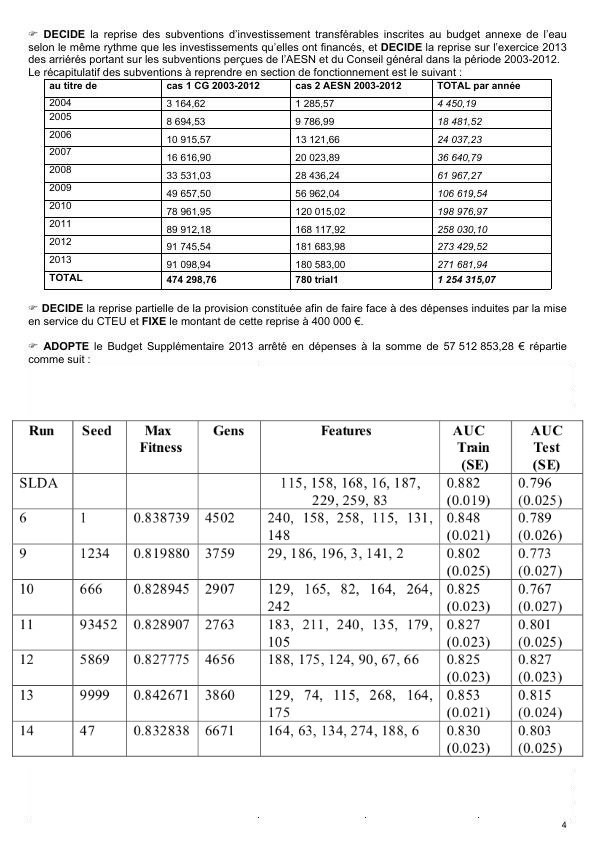 ☞ DECIDE la reprise des subventions d'investissement transférables inscrites au budget annexe de l'eau
selon le même rythme que les investissements qu'elles ont financés, et DECIDE la reprise sur l'exercice 2013
des arriérés portant sur les subventions perçues de l'AESN et du Conseil général dans la période 2003-2012.
Le récapitulatif des subventions à reprendre en section de fonctionnement est le suivant :
au titre de cas 1 CG 2003-2012 cas 2 AESN 2003-2012 TOTAL par année
2004 3 164,62 1 285,57 4 450,19
2005 8 694,53 9 786,99 18 481,52
2006 10 915,57 13 121,66 24 037,23
2007 16 616,90 20 023,89 36 640,79
2008 33 531,03 28 436,24 61 967,27
2009 49 657,50 56 962,04 106 619,54
2010 78 961,95 120 015,02 198 976,97
2011 89 912,18 168 117,92 258 030,10
2012 91 745,54 181 683,98 273 429,52
2013 91 098,94 180 583,00 271 681,94
TOTAL 474 298,76 780 trial1 1 254 315,07
☞ DECIDE la reprise partielle de la provision constituée afin de faire face à des dépenses induites par la mise
en service du CTEU et FIXE le montant de cette reprise à 400 000 €.
☞ ADOPTE le Budget Supplémentaire 2013 arrêté en dépenses à la somme de 57 512 853,28 € répartie
comme suit :
Run Seed Max Gens Features AUC AUC
Fitness Train Test
(SE) (SE)
SLDA 115, 158, 168, 16, 187, 0.882 0.796
229, 259, 83 (0.019) (0.025)
6 1 0.838739 4502 240, 158, 258, 115, 131, 0.848 0.789
148 (0.021) (0.026)
9 1234 0.819880 3759 29, 186, 196, 3, 141, 2 0.802 0.773
(0.025) (0.027)
10 666 0.828945 2907 129, 165, 82, 164, 264, 0.825 0.767
242 (0.023) (0.027)
11 93452 0.828907 2763 183, 211, 240, 135, 179, 0.827 0.801
105 (0.023) (0.025)
12 5869 0.827775 4656 188, 175, 124, 90, 67, 66 0.825 0.827
(0.023) (0.023)
13 9999 0.842671 3860 129, 74, 115, 268, 164, 0.853 0.815
175 (0.021) (0.024)
14 47 0.832838 6671 164, 63, 134, 274, 188, 6 0.830 0.803
(0.023) (0.025)
4